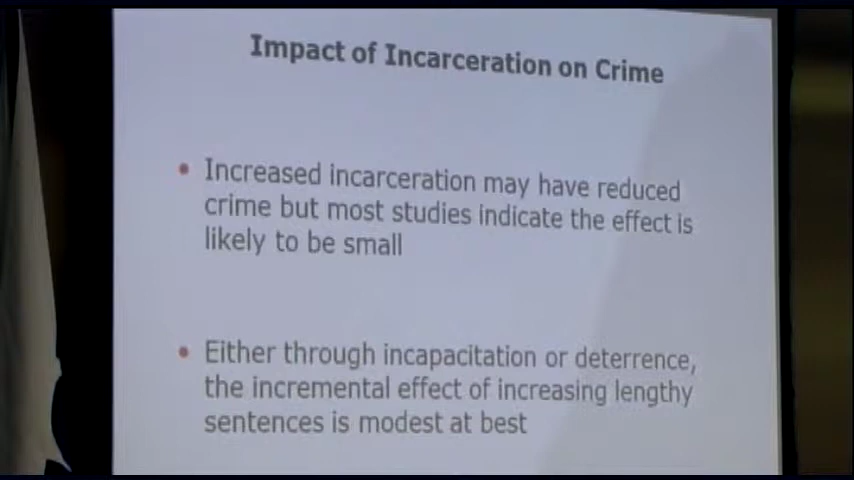 Impact of Incarceration on Crime
• Increased incarceration may have reduced
crime but most studies indicate the effect is
likely to be small
• Either through incapacitation or deterrence,
the incremental effect of increasing lengthy
sentences is modest at best